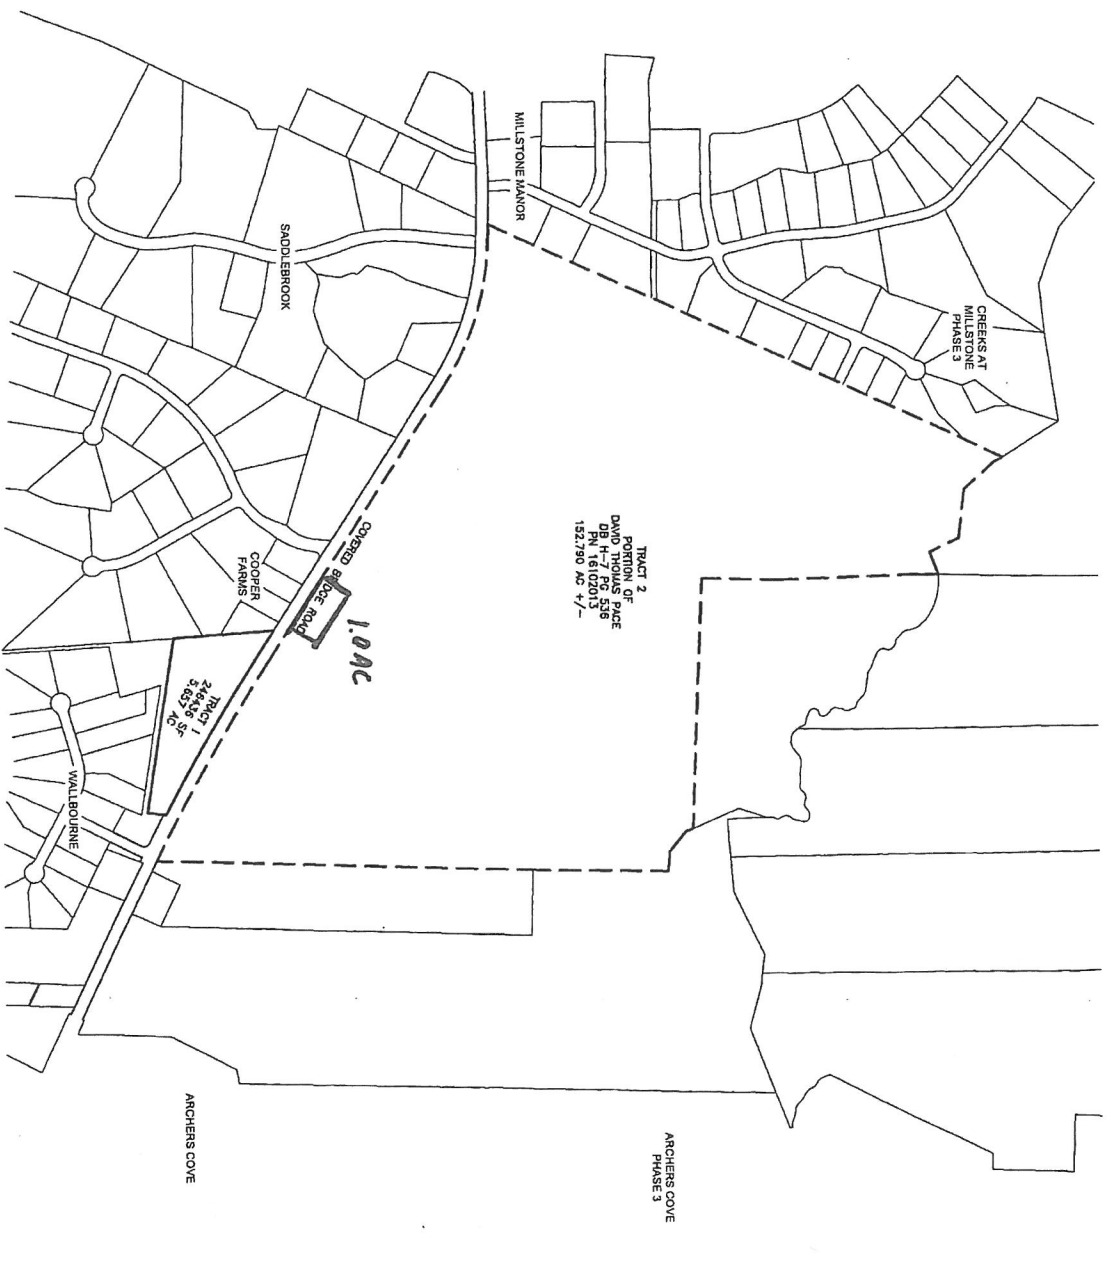 MILLSTONE MANOR
CREEKS AT
MILLSTONE
PHASE 3
SADDLEBROOK
TRACT 2
PORTION OF
DAVID THOMAS PACE
DB H-7 PG 536
PN 16102013
152.790 AC +/-
COVERED BRIDGE ROAD
1.0 AC
COOPER
FARMS
TRACT 1
246436 SF
5.657 AC
WALLBOURNE
ARCHERS COVE
ARCHERS COVE
PHASE 3